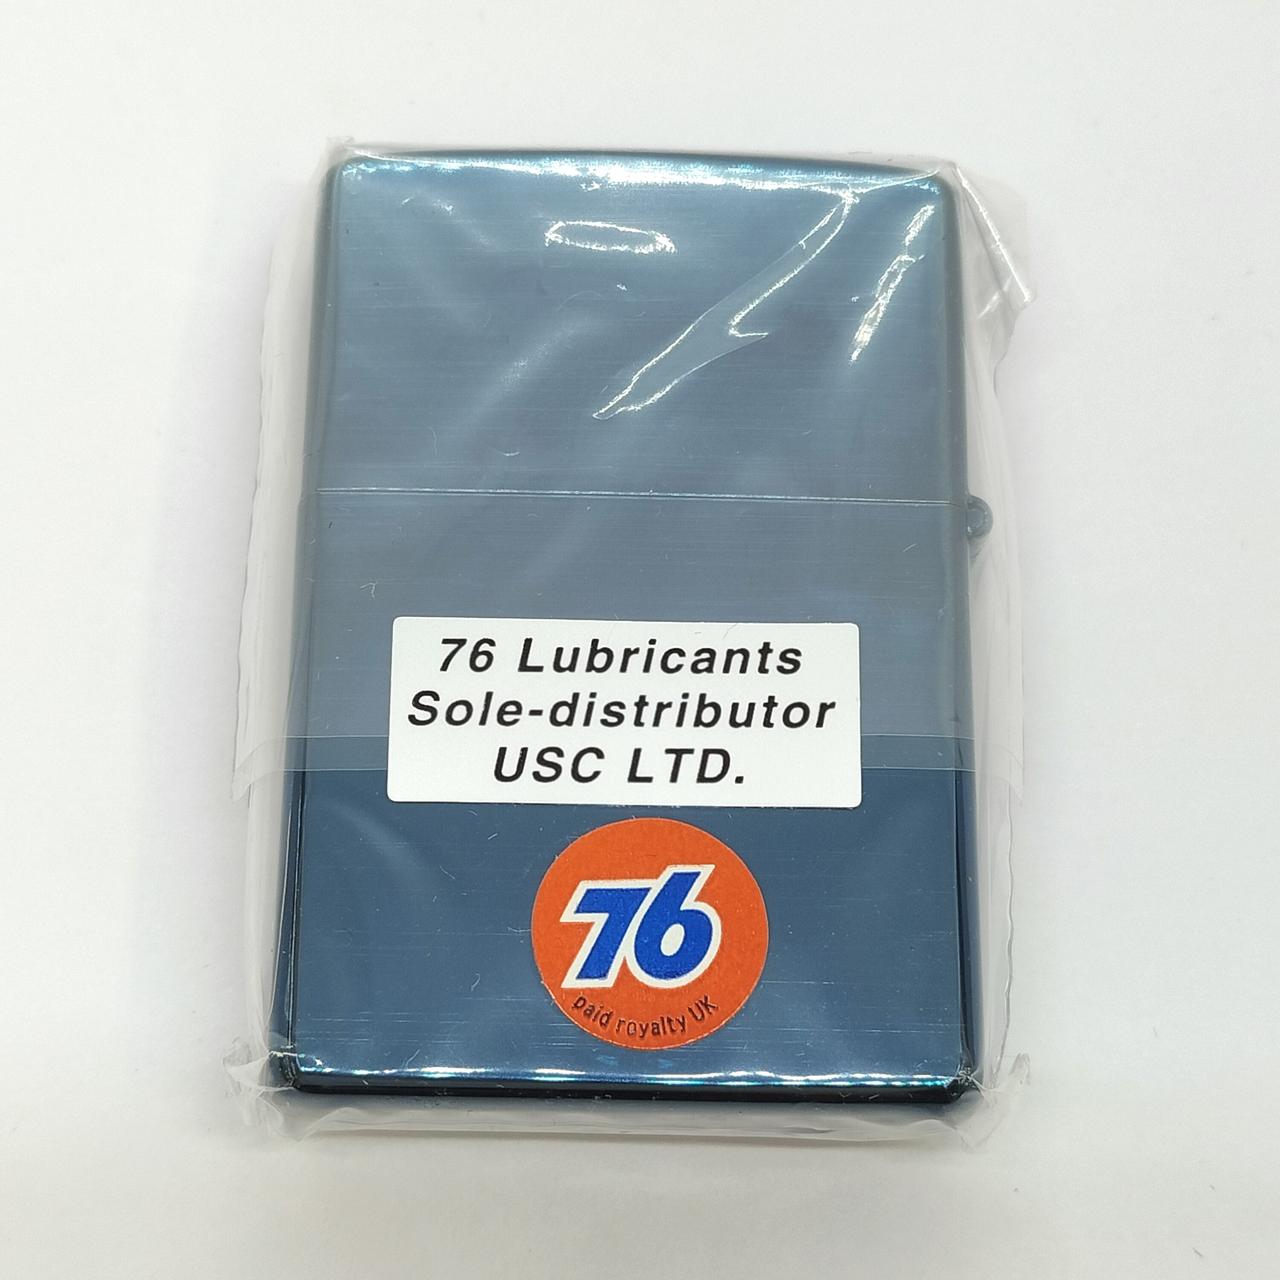 76 Lubricants
Sole-distributor
USC LTD.
76
paid royalty UK